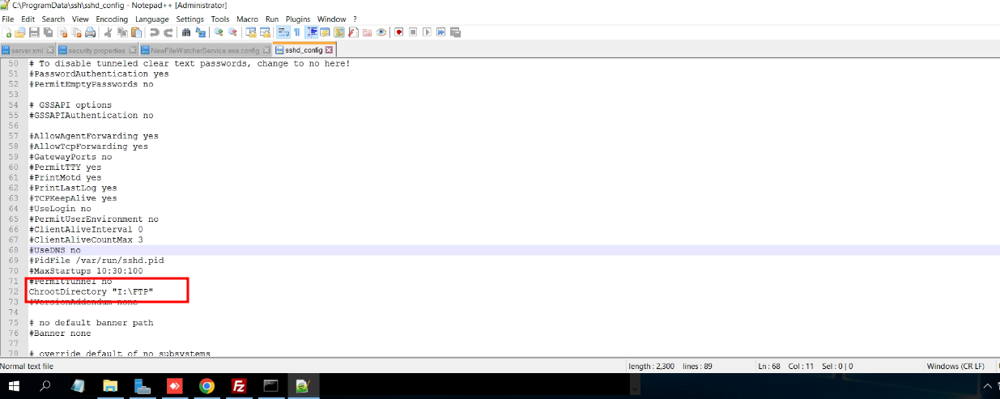 C:\ProgramData\ssh\sshd_config - Notepad++ [Administrator]
File Edit Search View Encoding Language Settings Tools Macro Run Plugins Window ?
server.xml security.properties NewFileWatcherService.exe.config sshd_config
50 # To disable tunneled clear text passwords, change to no here!
51 #PasswordAuthentication yes
52 #PermitEmptyPasswords no
53
54 # GSSAPI options
55 #GSSAPIAuthentication no
56
57 #AllowAgentForwarding yes
58 #AllowTcpForwarding yes
59 #GatewayPorts no
60 #PermitTTY yes
61 #PrintMotd yes
62 #PrintLastLog yes
63 #TCPKeepAlive yes
64 #UseLogin no
65 #PermitUserEnvironment no
66 #ClientAliveInterval 0
67 #ClientAliveCountMax 3
68 #UseDNS no
69 #PidFile /var/run/sshd.pid
70 #MaxStartups 10:30:100
71 #PermitTunnel no
72 ChrootDirectory "I:\FTP"
73 #VersionAddendum none
74
75 # no default banner path
76 #Banner none
77
78 # override default of no subsystems
Normal text file length : 2,300 lines : 89 Ln : 68 Col : 11 Sel : 0 | 0 Windows (CR LF)